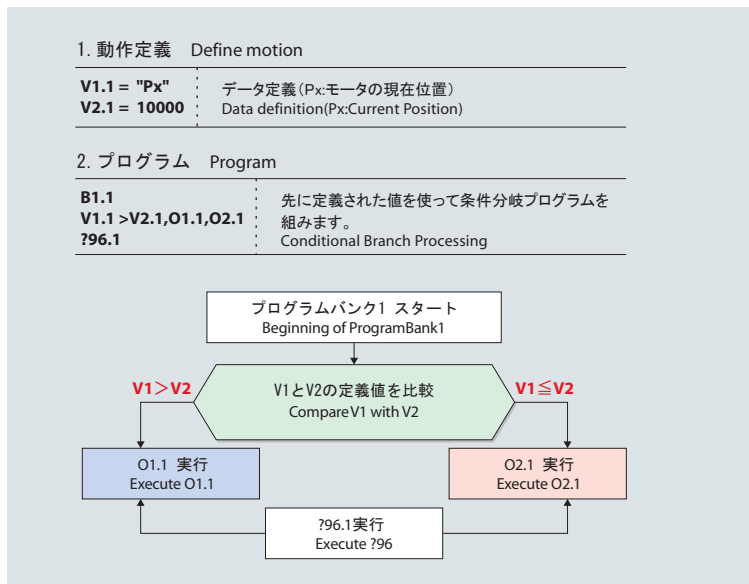 1. 動作定義 Define motion
V1.1 = "Px"
データ定義(Px:モータの現在位置)
V2.1 = 10000
Data definition(Px:Current Position)
2. プログラム Program
B1.1
先に定義された値を使って条件分岐プログラムを
V1.1 >V2.1,O1.1,O2.1
組みます。
?96.1
Conditional Branch Processing
プログラムバンク1 スタート
Beginning of ProgramBank1
V1>V2
V1とV2の定義値を比較
V1≦V2
Compare V1 with V2
O1.1 実行
Execute O1.1
O2.1 実行
Execute O2.1
?96.1実行
Execute ?96